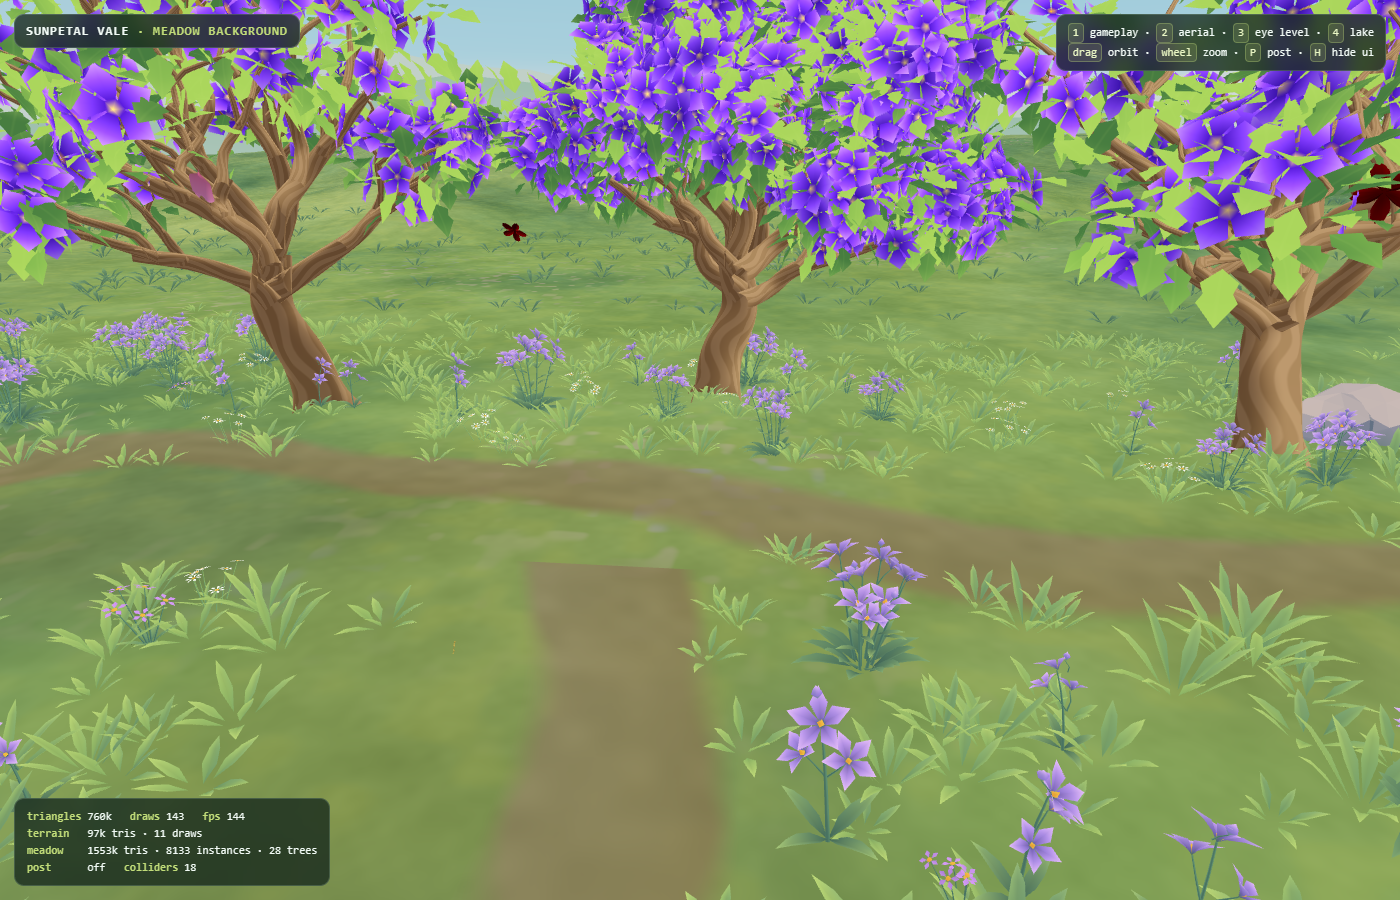 SUNPETAL VALE · MEADOW BACKGROUND
1 gameplay · 2 aerial · 3 eye level · 4 lake
drag orbit · wheel zoom · P post · H hide ui
triangles 760k draws 143 fps 144
terrain 97k tris · 11 draws
meadow 1553k tris · 8133 instances · 28 trees
post off colliders 18